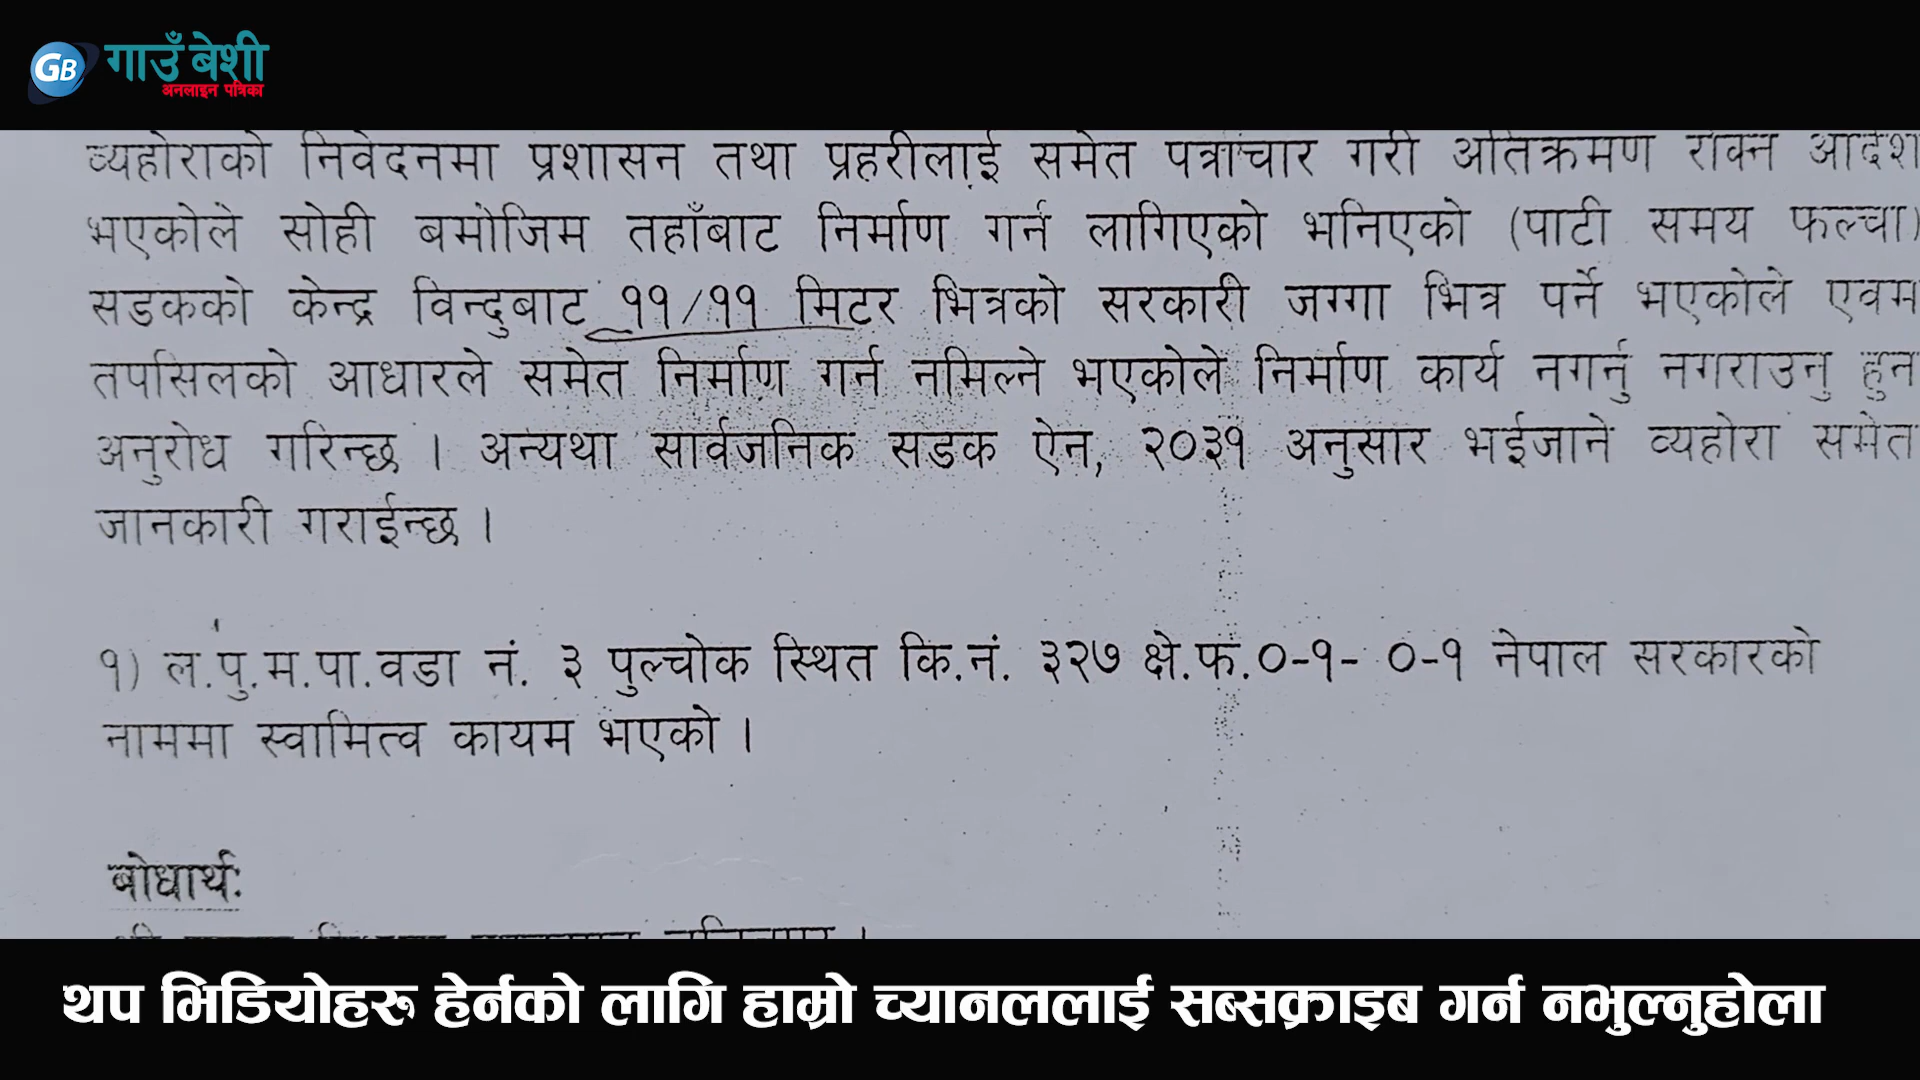 GB गाउँ बेशी
अनलाइन पत्रिका
व्यहोराको निवेदनमा प्रशासन तथा प्रहरीलाई समेत पत्राचार गरी अतिक्रमण रोक्न आदेश
भएकोले सोही बमोजिम तहाँबाट निर्माण गर्न लागिएको भनिएको (पाटी समय फल्चा)
सडकको केन्द्र विन्दुबाट ११/११ मिटर भित्रको सरकारी जग्गा भित्र पर्ने भएकोले एवम
तपसिलको आधारले समेत निर्माण गर्न नमिल्ने भएकोले निर्माण कार्य नगर्नु नगराउनु हुन
अनुरोध गरिन्छ । अन्यथा सार्वजनिक सडक ऐन, २०३१ अनुसार भईजाने व्यहोरा समेत
जानकारी गराईन्छ ।
१) ल.पु.म.पा.वडा नं. ३ पुल्चोक स्थित कि.नं. ३२७ क्षे.फ.०-१- ०-१ नेपाल सरकारको
नाममा स्वामित्व कायम भएको ।
बोधार्थः
थप भिडियोहरु हेर्नको लागि हाम्रो च्यानललाई सब्सक्राइब गर्न नभुल्नुहोला